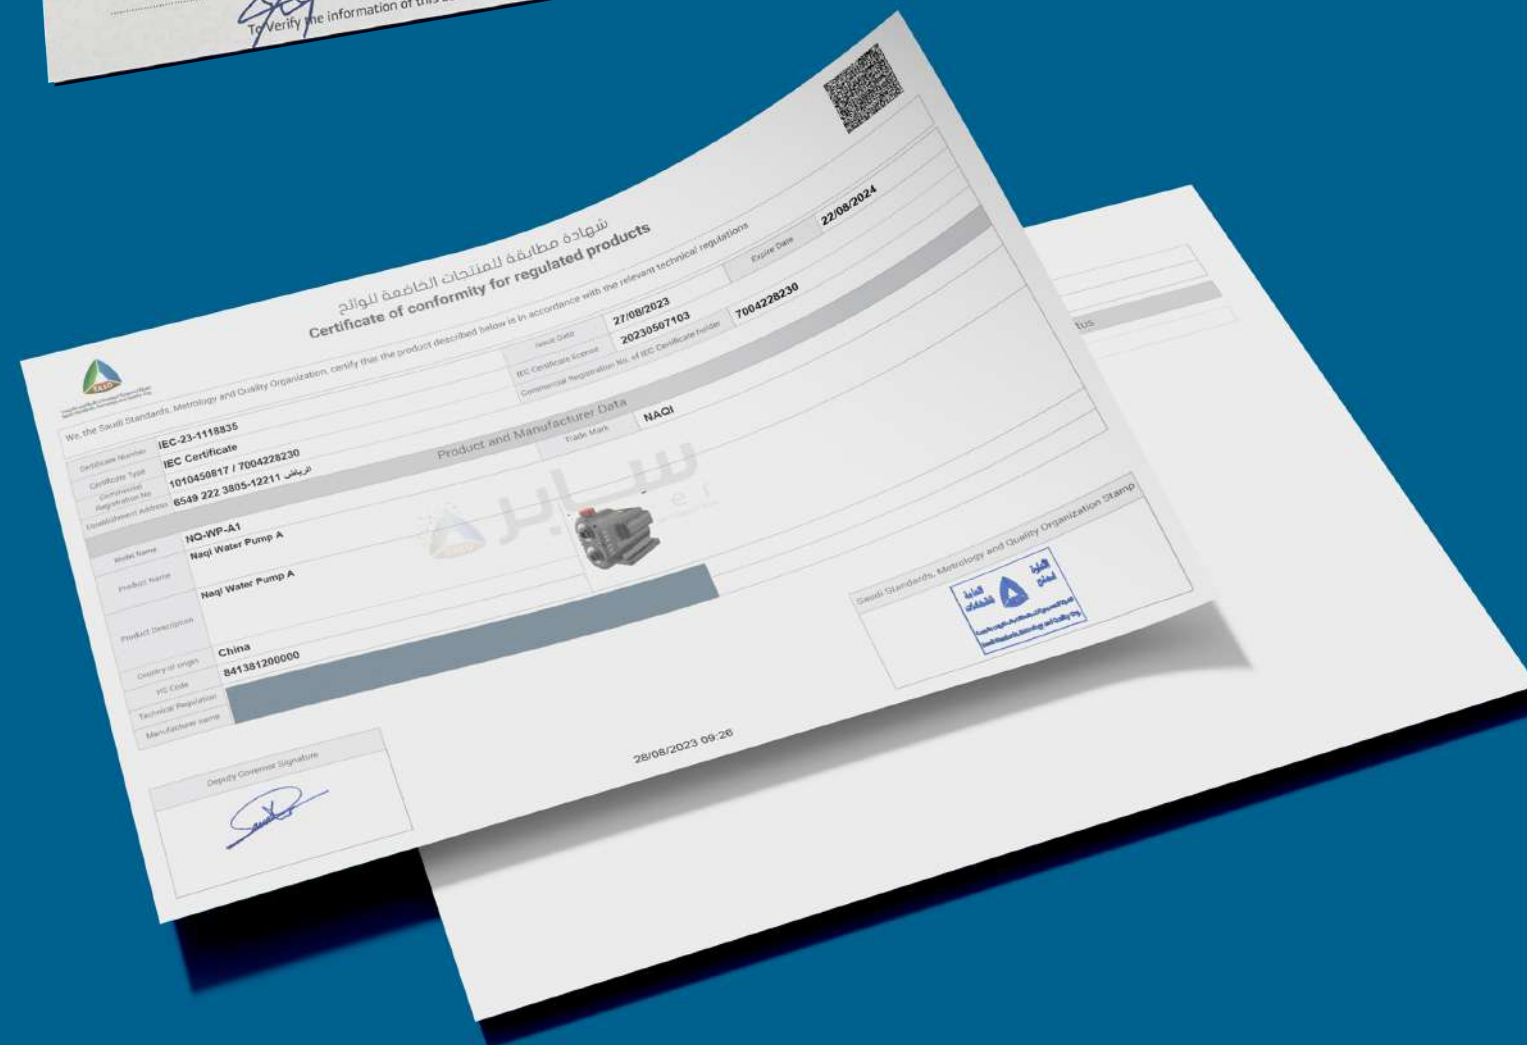 To Verify the information of this
شهادة مطابقة للمنتجات الخاضعة للوائح
Certificate of conformity for regulated products
We, the Saudi Standards, Metrology and Quality Organization, certify that the product described below is in accordance with the relevant technical regulations
Certificate Number IEC-23-1118835 Issue Date 27/08/2023 Expire Date 22/08/2024
Certificate Type IEC Certificate IEC Certificate license 20230507103
Commercial Registration No. 1010450817 / 7004228230 Commercial Registration No. of IEC Certificate holder 7004228230
Establishment Address 6549 222 3805-12211 الرياض
Product and Manufacturer Data
Model Name NQ-WP-A1 Trade Mark NAQI
Product Name Naqi Water Pump A
Product Description Naqi Water Pump A
سابر
Country of origin China
HS Code 841381200000
Technical Regulation
Manufacturer name
Deputy Governor Signature
28/08/2023 09:26
Saudi Standards, Metrology and Quality Organization Stamp
tus